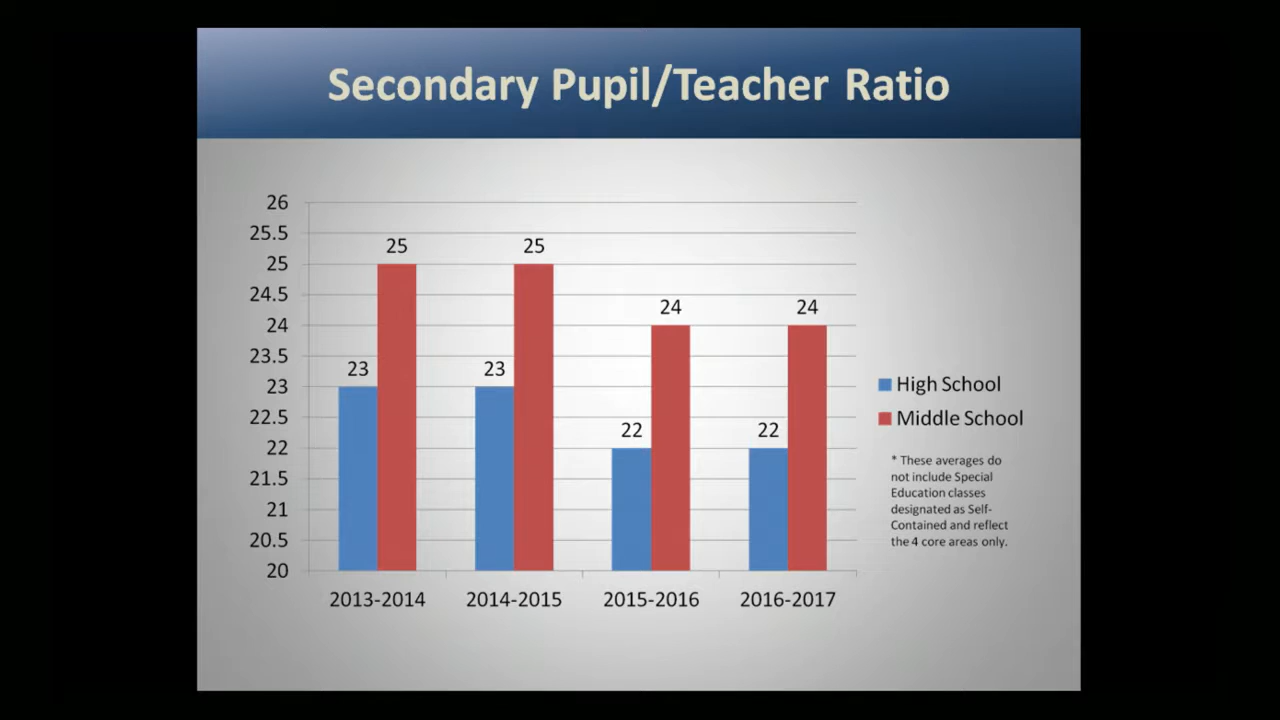 Secondary Pupil/Teacher Ratio
26
25.5
25
24.5
24
23.5
23
22.5
22
21.5
21
20.5
20
23
25
23
25
22
24
22
24
2013-2014
2014-2015
2015-2016
2016-2017
High School
Middle School
* These averages do
not include Special
Education classes
designated as Self-
Contained and reflect
the 4 core areas only.